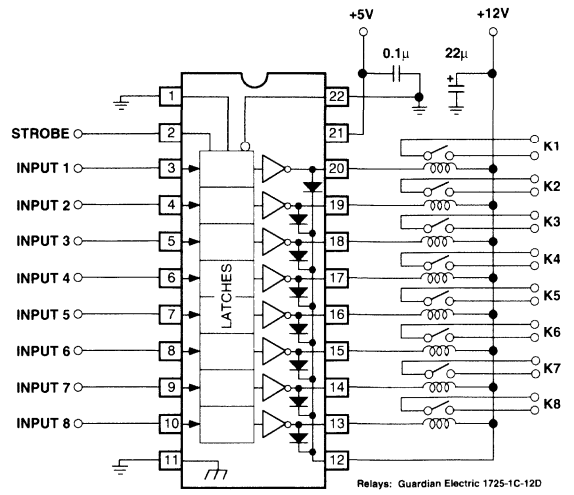 +5V +12V
0.1µ 22µ
+
1 22
STROBE 2 21
K1
INPUT 1 3 20
K2
INPUT 2 4 19
K3
INPUT 3 5 18
K4
INPUT 4 6 LATCHES 17
K5
INPUT 5 7 16
K6
INPUT 6 8 15
K7
INPUT 7 9 14
K8
INPUT 8 10 13
11 12
Relays: Guardian Electric 1725-1C-12D